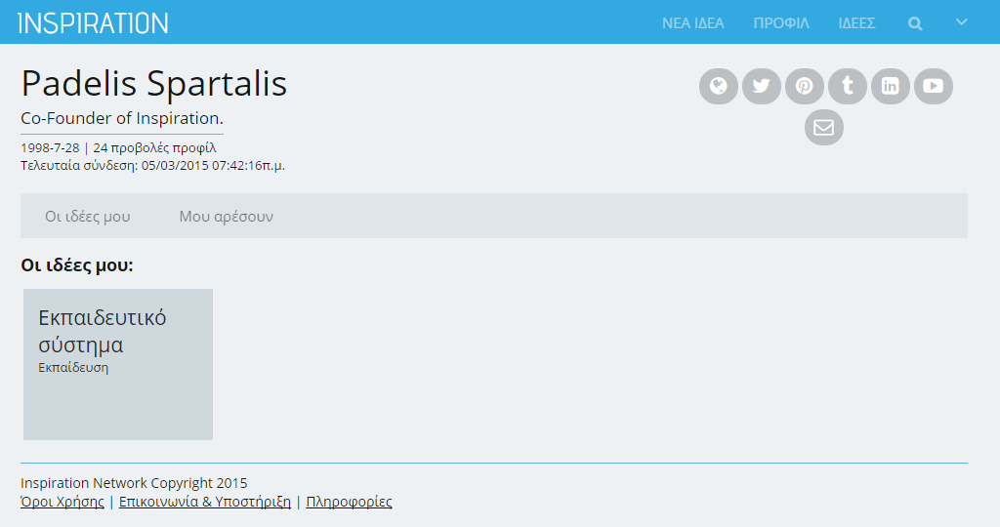 INSPIRATION
ΝΕΑ ΙΔΕΑ ΠΡΟΦΙΛ ΙΔΕΕΣ
Padelis Spartalis
Co-Founder of Inspiration.
1998-7-28 | 24 προβολές προφίλ
Τελευταία σύνδεση: 05/03/2015 07:42:16π.μ.
Οι ιδέες μου Μου αρέσουν
Οι ιδέες μου:
Εκπαιδευτικό
σύστημα
Εκπαίδευση
Inspiration Network Copyright 2015
Όροι Χρήσης | Επικοινωνία & Υποστήριξη | Πληροφορίες